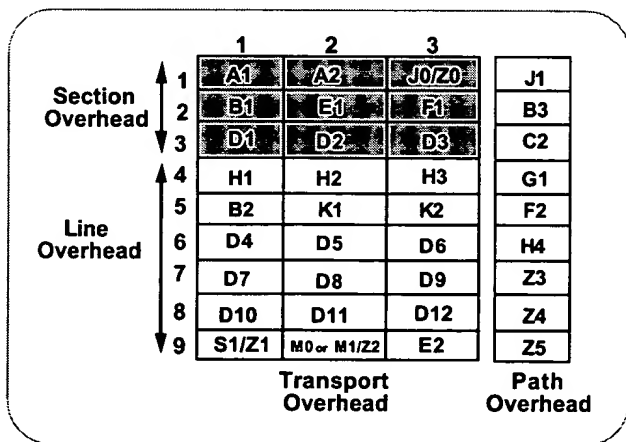 1 2 3
Section Overhead
1 A1 A2 J0/Z0 J1
2 B1 E1 F1 B3
3 D1 D2 D3 C2
Line Overhead
4 H1 H2 H3 G1
5 B2 K1 K2 F2
6 D4 D5 D6 H4
7 D7 D8 D9 Z3
8 D10 D11 D12 Z4
9 S1/Z1 M0 or M1/Z2 E2 Z5
Transport Overhead
Path Overhead